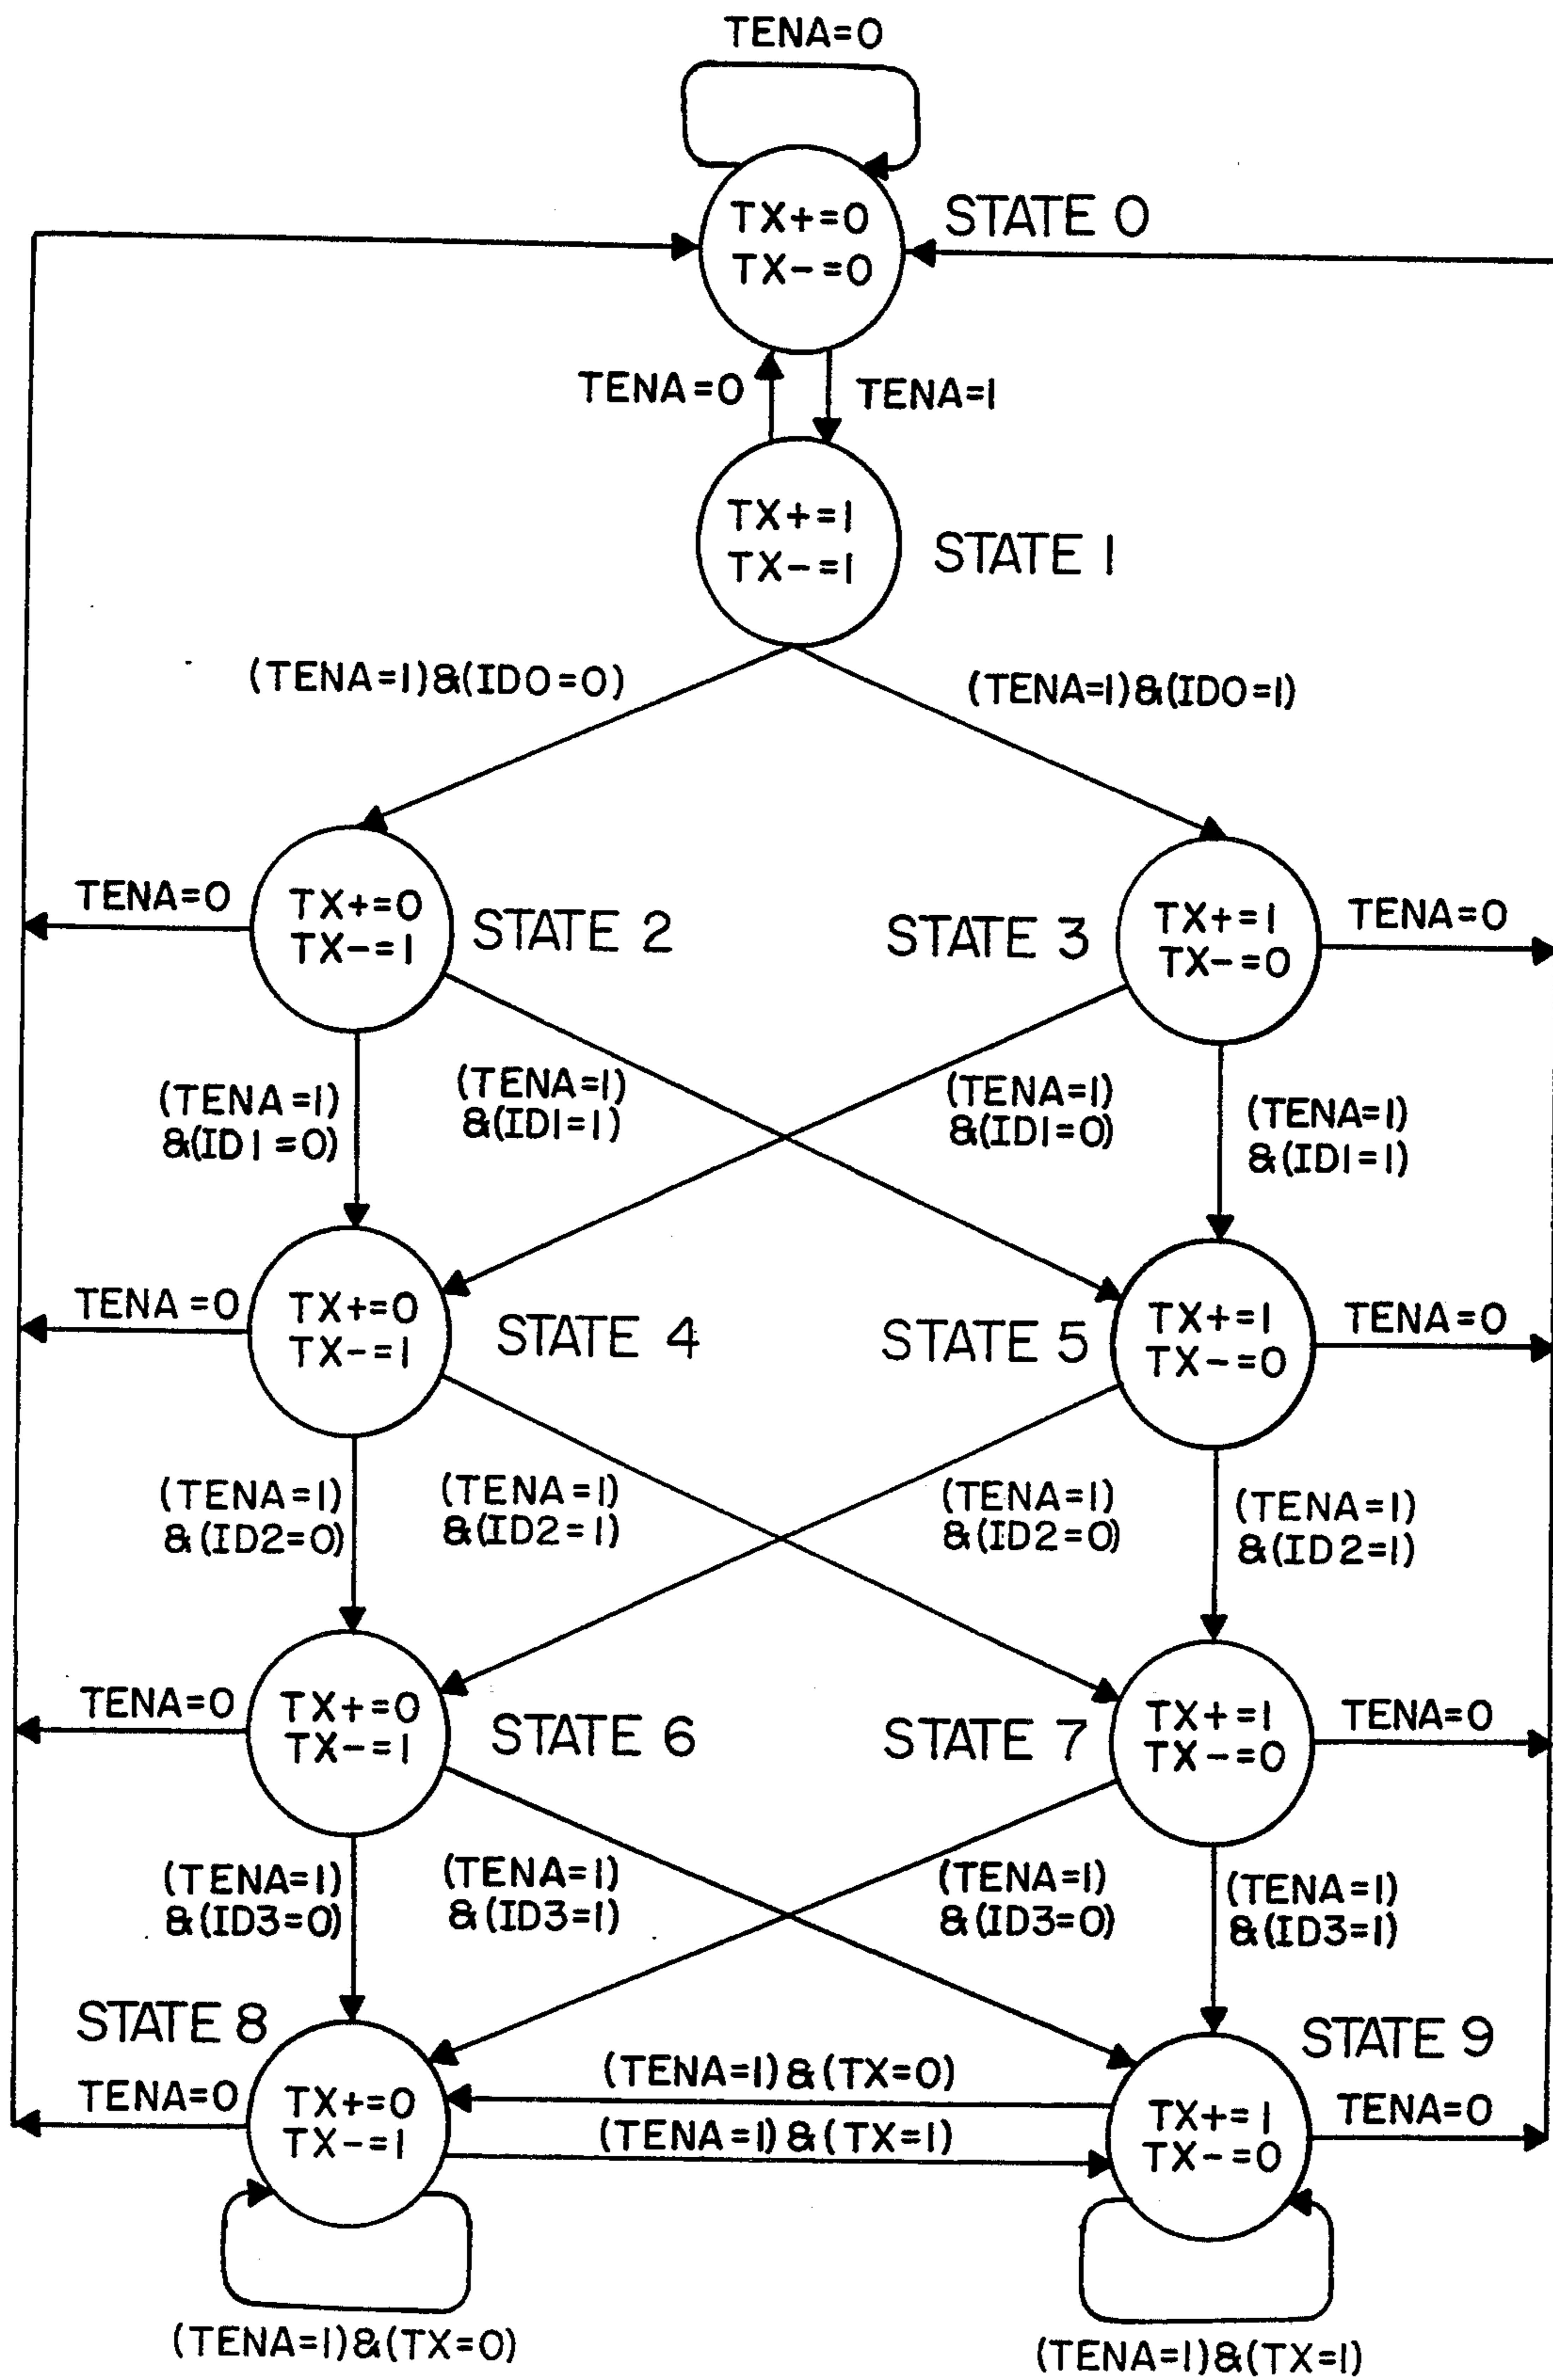 TENA=0
TX+=0
TX-=0
STATE 0
TENA=0
TENA=1
TX+=1
TX-=1
STATE 1
(TENA=1)&(ID0=0)
(TENA=1)&(ID0=1)
TENA=0
TX+=0
TX-=1
STATE 2
STATE 3
TX+=1
TX-=0
TENA=0
(TENA=1)
&(ID1=0)
(TENA=1)
&(ID1=1)
(TENA=1)
&(ID1=0)
(TENA=1)
&(ID1=1)
TENA=0
TX+=0
TX-=1
STATE 4
STATE 5
TX+=1
TX-=0
TENA=0
(TENA=1)
&(ID2=0)
(TENA=1)
&(ID2=1)
(TENA=1)
&(ID2=0)
(TENA=1)
&(ID2=1)
TENA=0
TX+=0
TX-=1
STATE 6
STATE 7
TX+=1
TX-=0
TENA=0
(TENA=1)
&(ID3=0)
(TENA=1)
&(ID3=1)
(TENA=1)
&(ID3=0)
(TENA=1)
&(ID3=1)
STATE 8
STATE 9
TENA=0
TX+=0
TX-=1
(TENA=1)&(TX=0)
(TENA=1)&(TX=1)
TX+=1
TX-=0
TENA=0
(TENA=1)&(TX=0)
(TENA=1)&(TX=1)